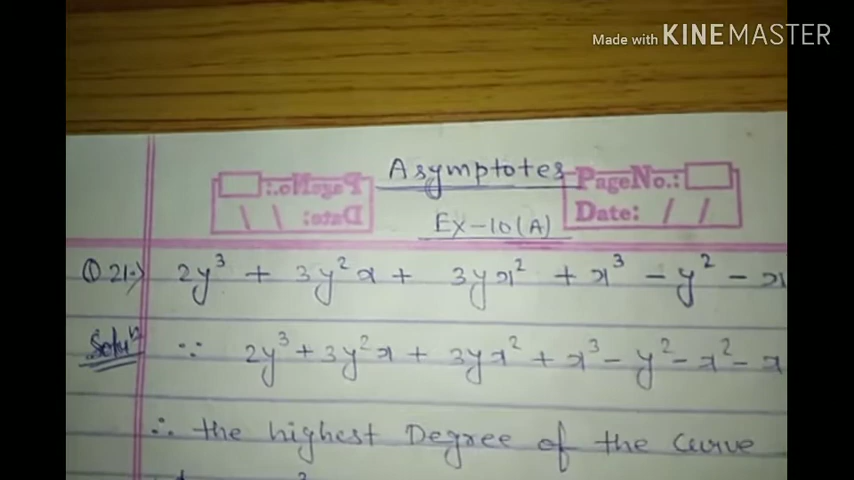 Made with KINEMASTER
Asymptotes
PageNo.:
Date: / /
EX-10(A)
Q 21.) 2y³ + 3y²x + 3yx² + x³ - y² - x
Soluⁿ ∵ 2y³ + 3y²x + 3yx² + x³ - y² - x² - x
∴ the highest Degree of the curve